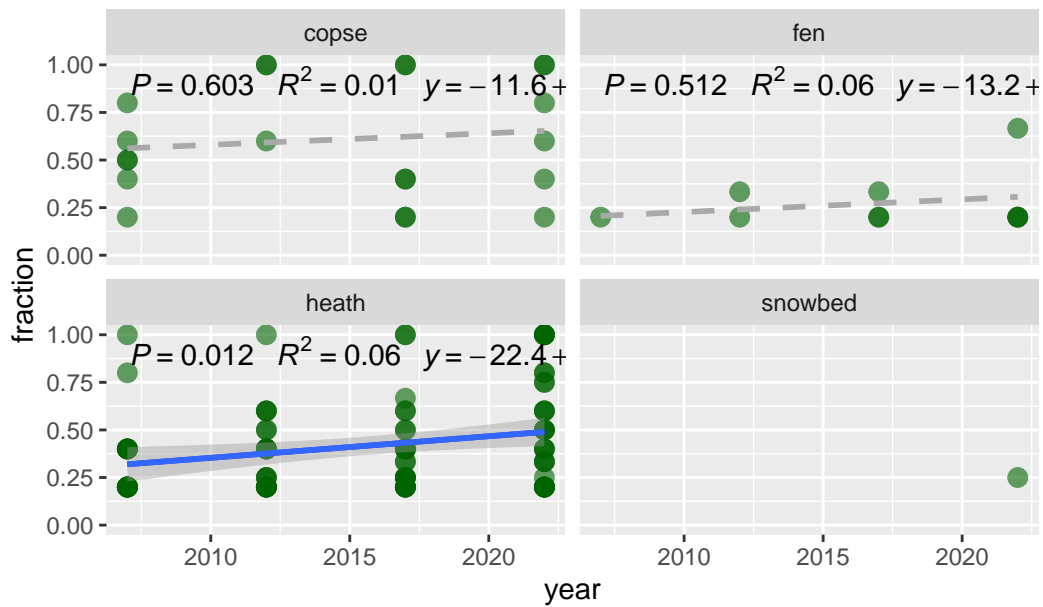 copse
fen
P = 0.603 R² = 0.01 y = −11.6 +
P = 0.512 R² = 0.06 y = −13.2 +
1.00
0.75
0.50
0.25
0.00
heath
snowbed
P = 0.012 R² = 0.06 y = −22.4 +
1.00
0.75
0.50
0.25
0.00
fraction
2010 2015 2020
2010 2015 2020
year